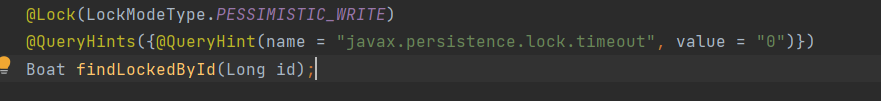 @Lock(LockModeType.PESSIMISTIC_WRITE)
@QueryHints({@QueryHint(name = "javax.persistence.lock.timeout", value = "0")})
Boat findLockedById(Long id);